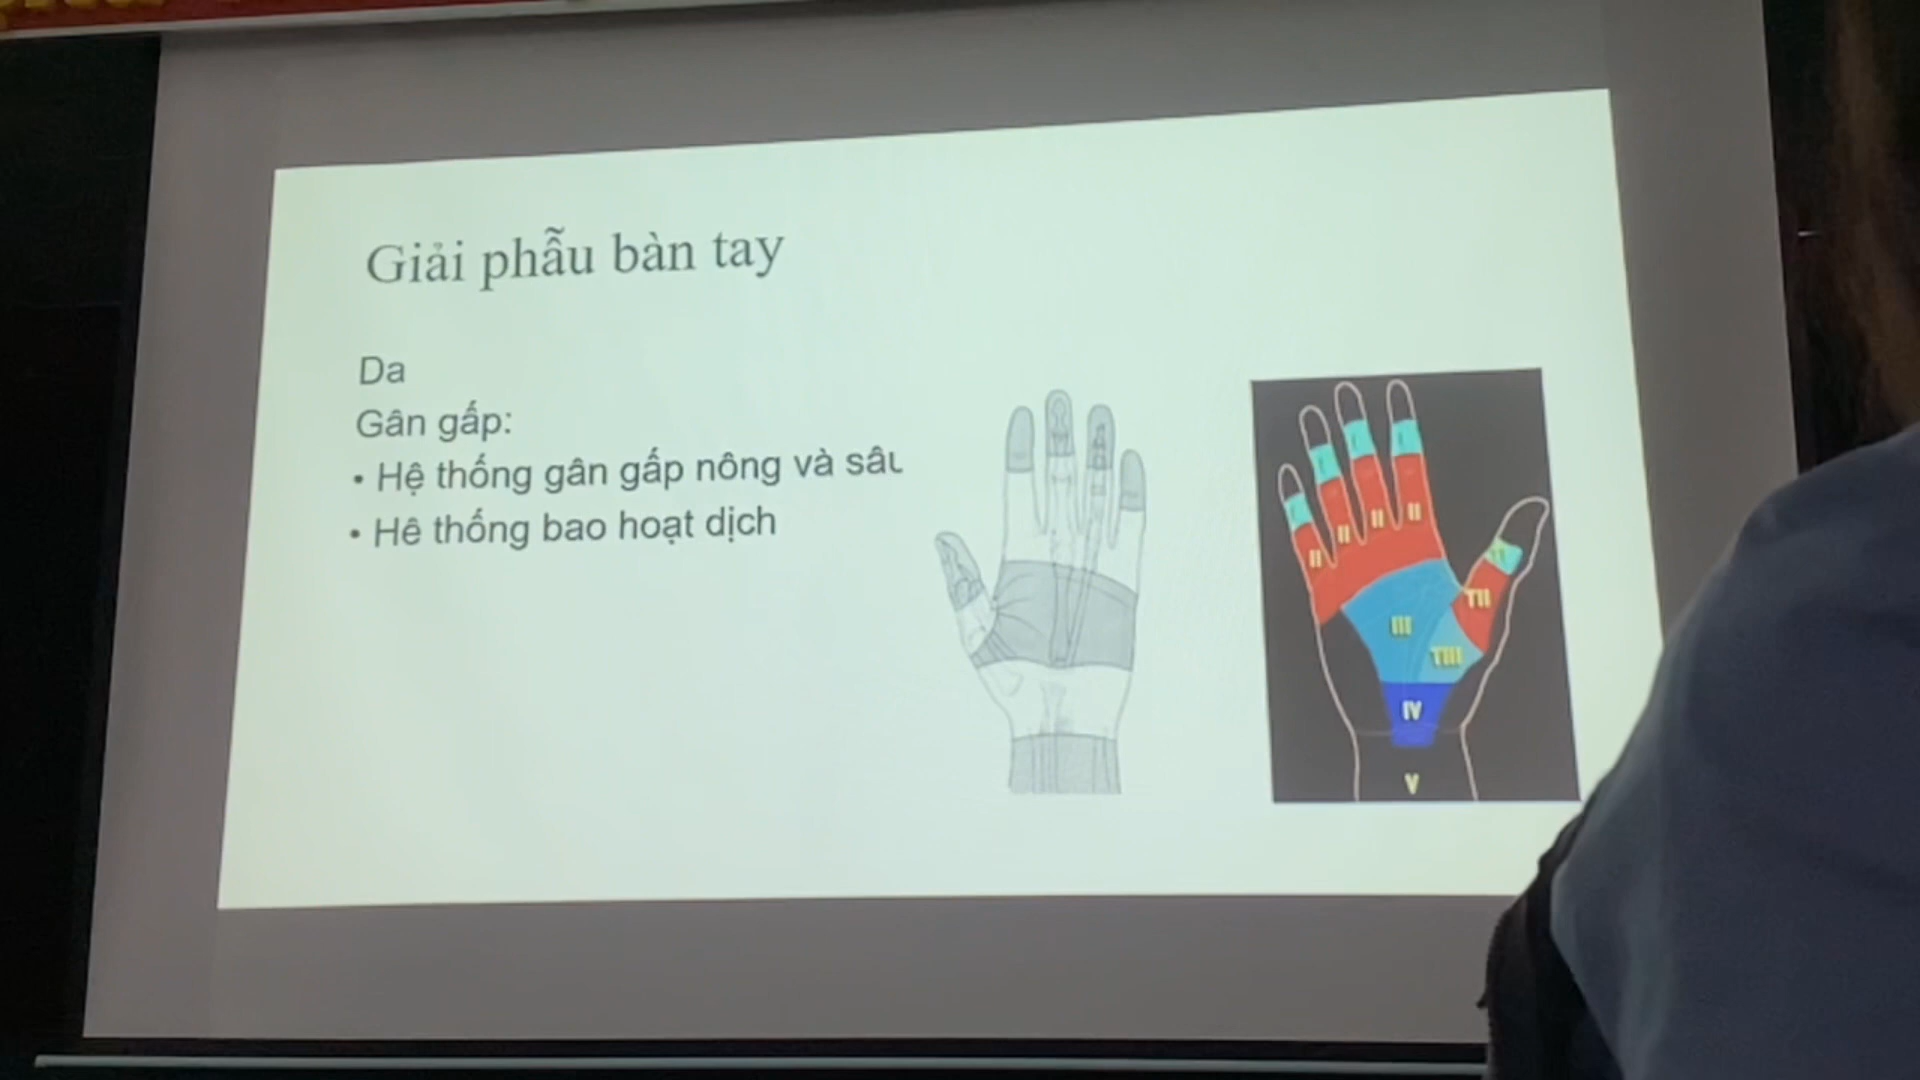 Giải phẫu bàn tay
Da
Gân gấp:
• Hệ thống gân gấp nông và sâu
• Hê thống bao hoạt dịch
I I I I
II II II II
TI
TII
III
TIII
IV
V